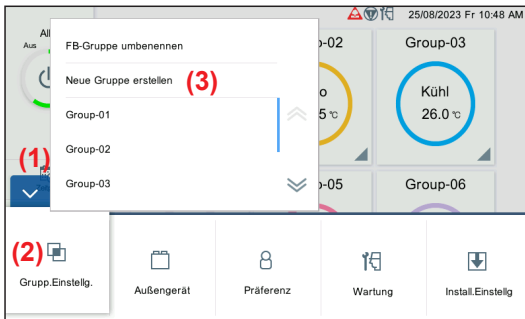 25/08/2023 Fr 10:48 AM
All
Aus
FB-Gruppe umbenennen
Neue Gruppe erstellen (3)
Group-01
Group-02
Group-03
-02
Group-03
o
5 °C
Kühl
26.0 °C
-05
Group-06
(1)
(2)
Grupp.Einstellg.
Außengerät
Präferenz
Wartung
Install.Einstellg